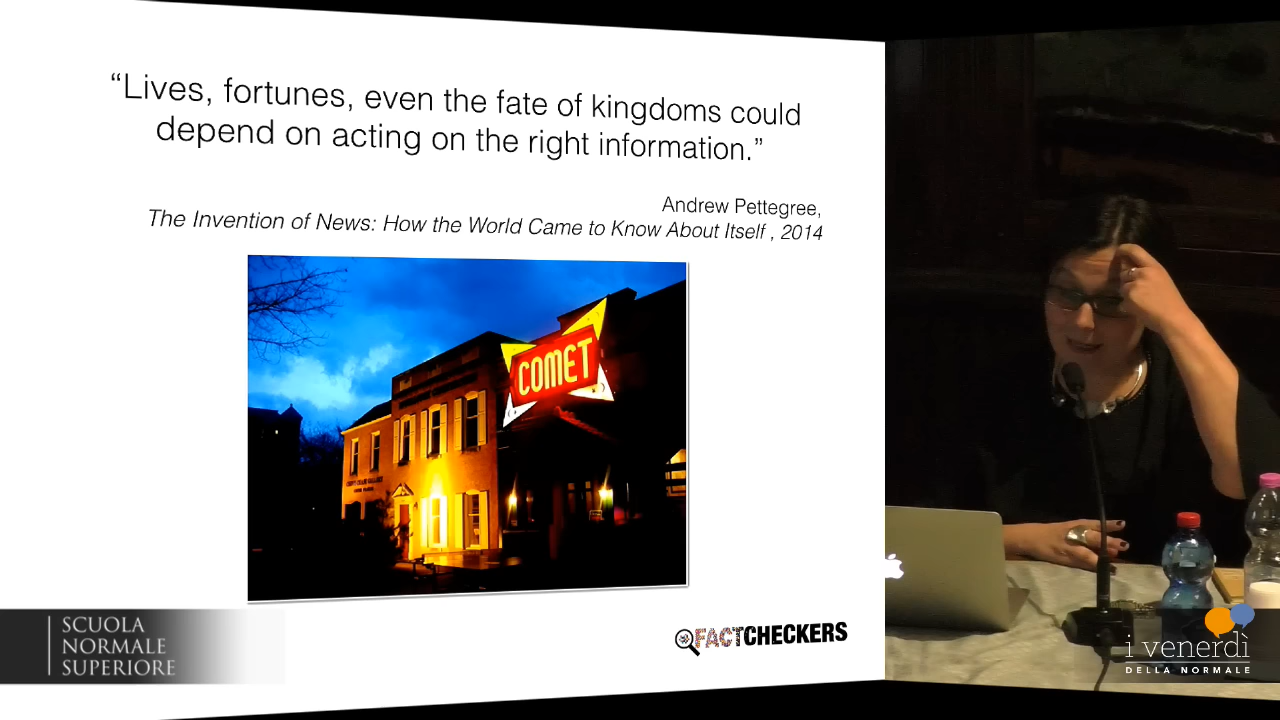 “Lives, fortunes, even the fate of kingdoms could
depend on acting on the right information.”
Andrew Pettegree,
The Invention of News: How the World Came to Know About Itself , 2014
COMET
FACTCHECKERS
SCUOLA
NORMALE
SUPERIORE
i venerdì
DELLA NORMALE